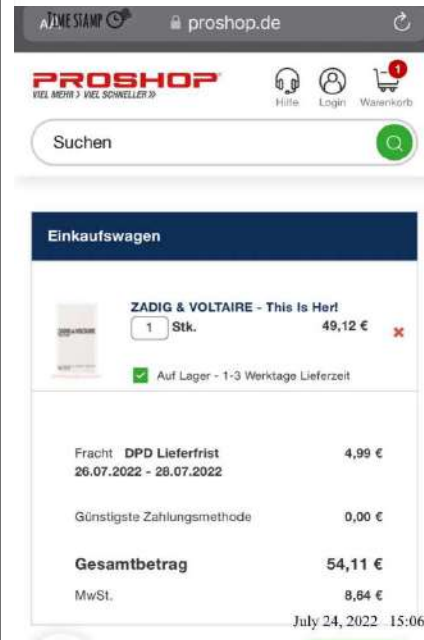 TIME STAMP
proshop.de
PROSHOP
VIEL MEHR > VIEL SCHNELLER »
1
Hilfe Login Warenkorb
Suchen
Einkaufswagen
ZADIG & VOLTAIRE - This Is Her!
1 Stk. 49,12 €
Auf Lager - 1-3 Werktage Lieferzeit
Fracht DPD Lieferfrist 4,99 €
26.07.2022 - 28.07.2022
Günstigste Zahlungsmethode 0,00 €
Gesamtbetrag 54,11 €
MwSt. 8,64 €
July 24, 2022 15:06